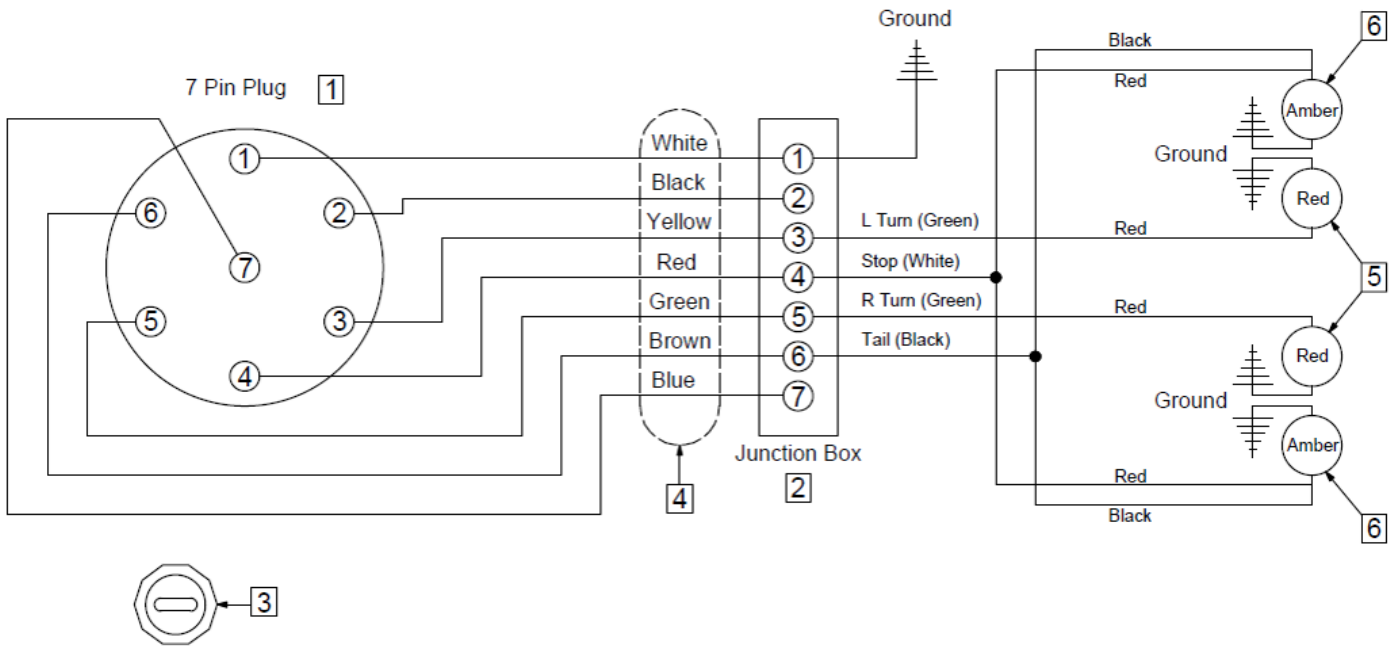 Ground
6
Black
7 Pin Plug 1
Red
Amber
White
1
1
Ground
Black
6
2
2
Red
Yellow
3
L Turn (Green)
Red
7
Red
4
Stop (White)
5
Green
5
R Turn (Green)
Red
5
3
Brown
6
Tail (Black)
Red
4
Blue
7
Ground
Junction Box
Amber
4
2
Red
Black
6
3